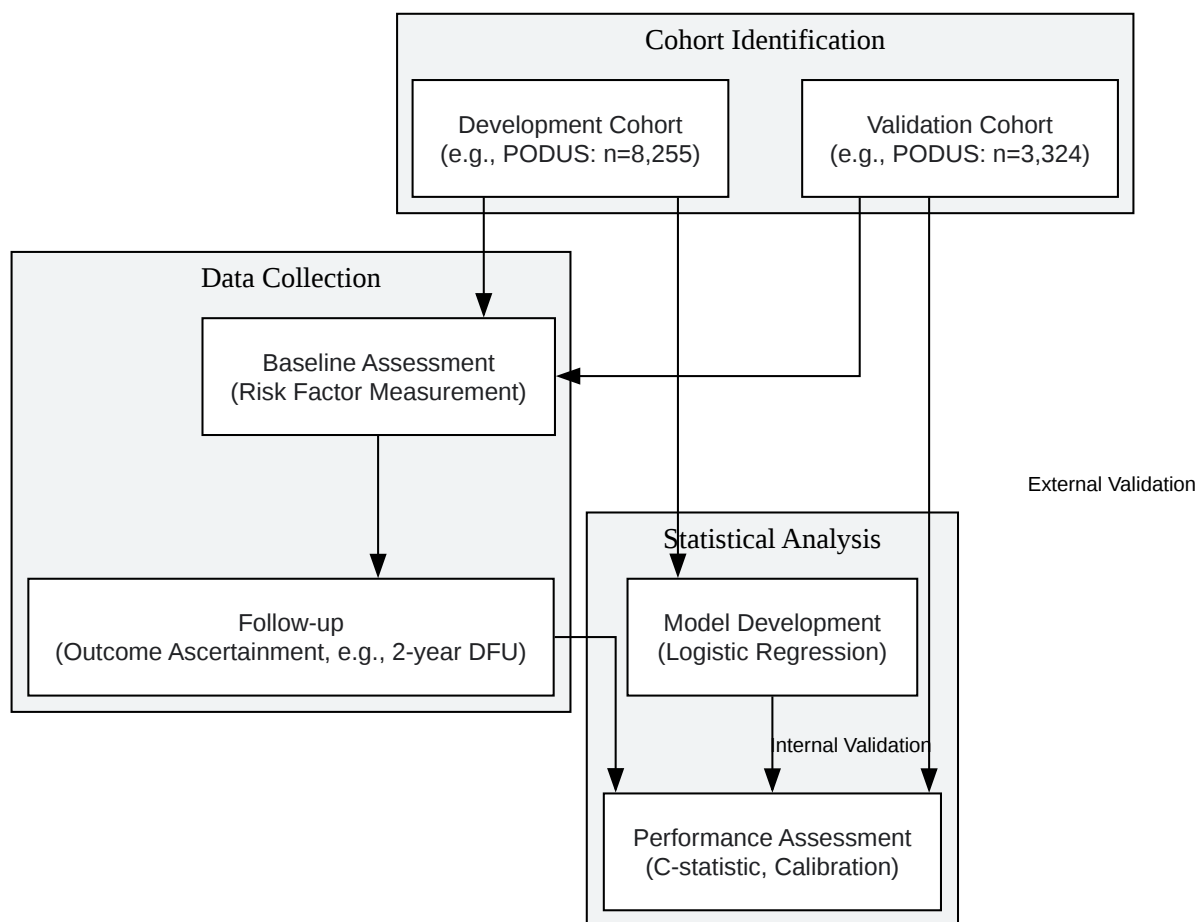 Cohort Identification
Development Cohort
(e.g., PODUS: n=8,255)
Validation Cohort
(e.g., PODUS: n=3,324)
Data Collection
Baseline Assessment
(Risk Factor Measurement)
External Validation
Statistical Analysis
Follow-up
(Outcome Ascertainment, e.g., 2-year DFU)
Model Development
(Logistic Regression)
Internal Validation
Performance Assessment
(C-statistic, Calibration)